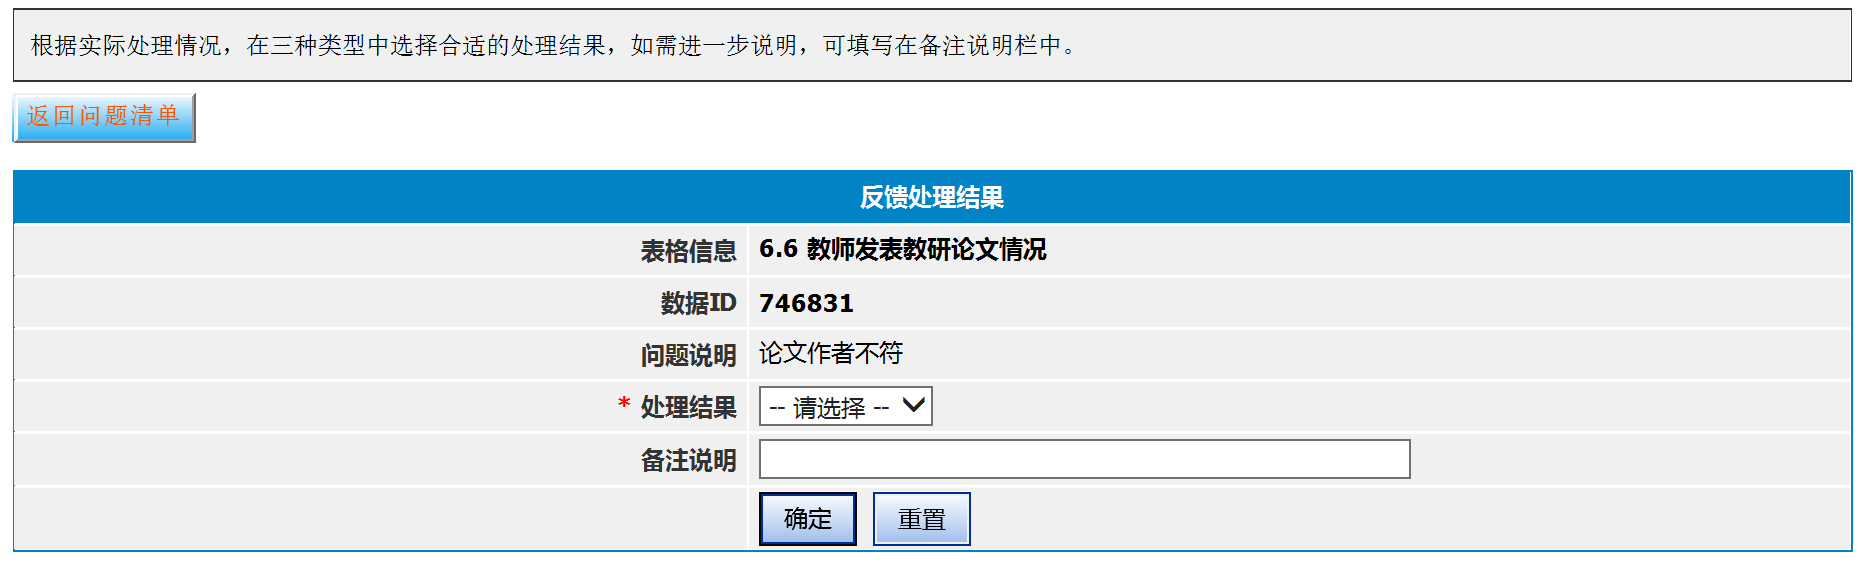 根据实际处理情况，在三种类型中选择合适的处理结果，如需进一步说明，可填写在备注说明栏中。
返回问题清单
反馈处理结果
表格信息 6.6 教师发表教研论文情况
数据ID 746831
问题说明 论文作者不符
* 处理结果 -- 请选择 --
备注说明
确定 重置